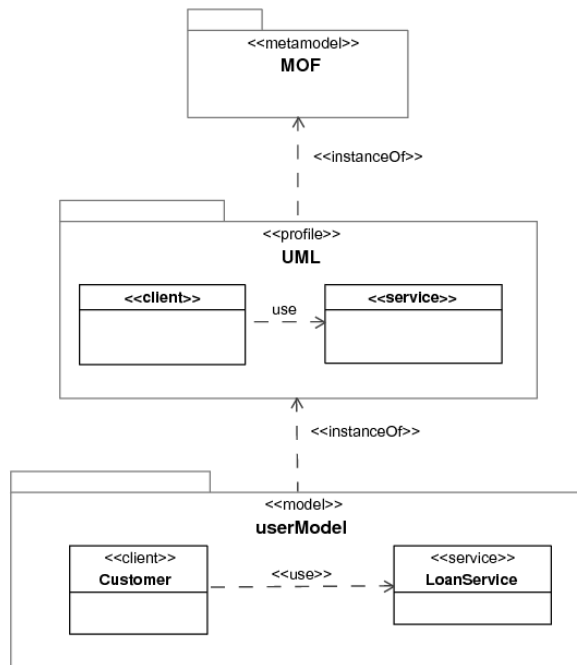 <<metamodel>>
MOF
<<instanceOf>>
<<profile>>
UML
<<client>>
<<service>>
use
<<instanceOf>>
<<model>>
userModel
<<client>>
Customer
<<service>>
LoanService
<<use>>